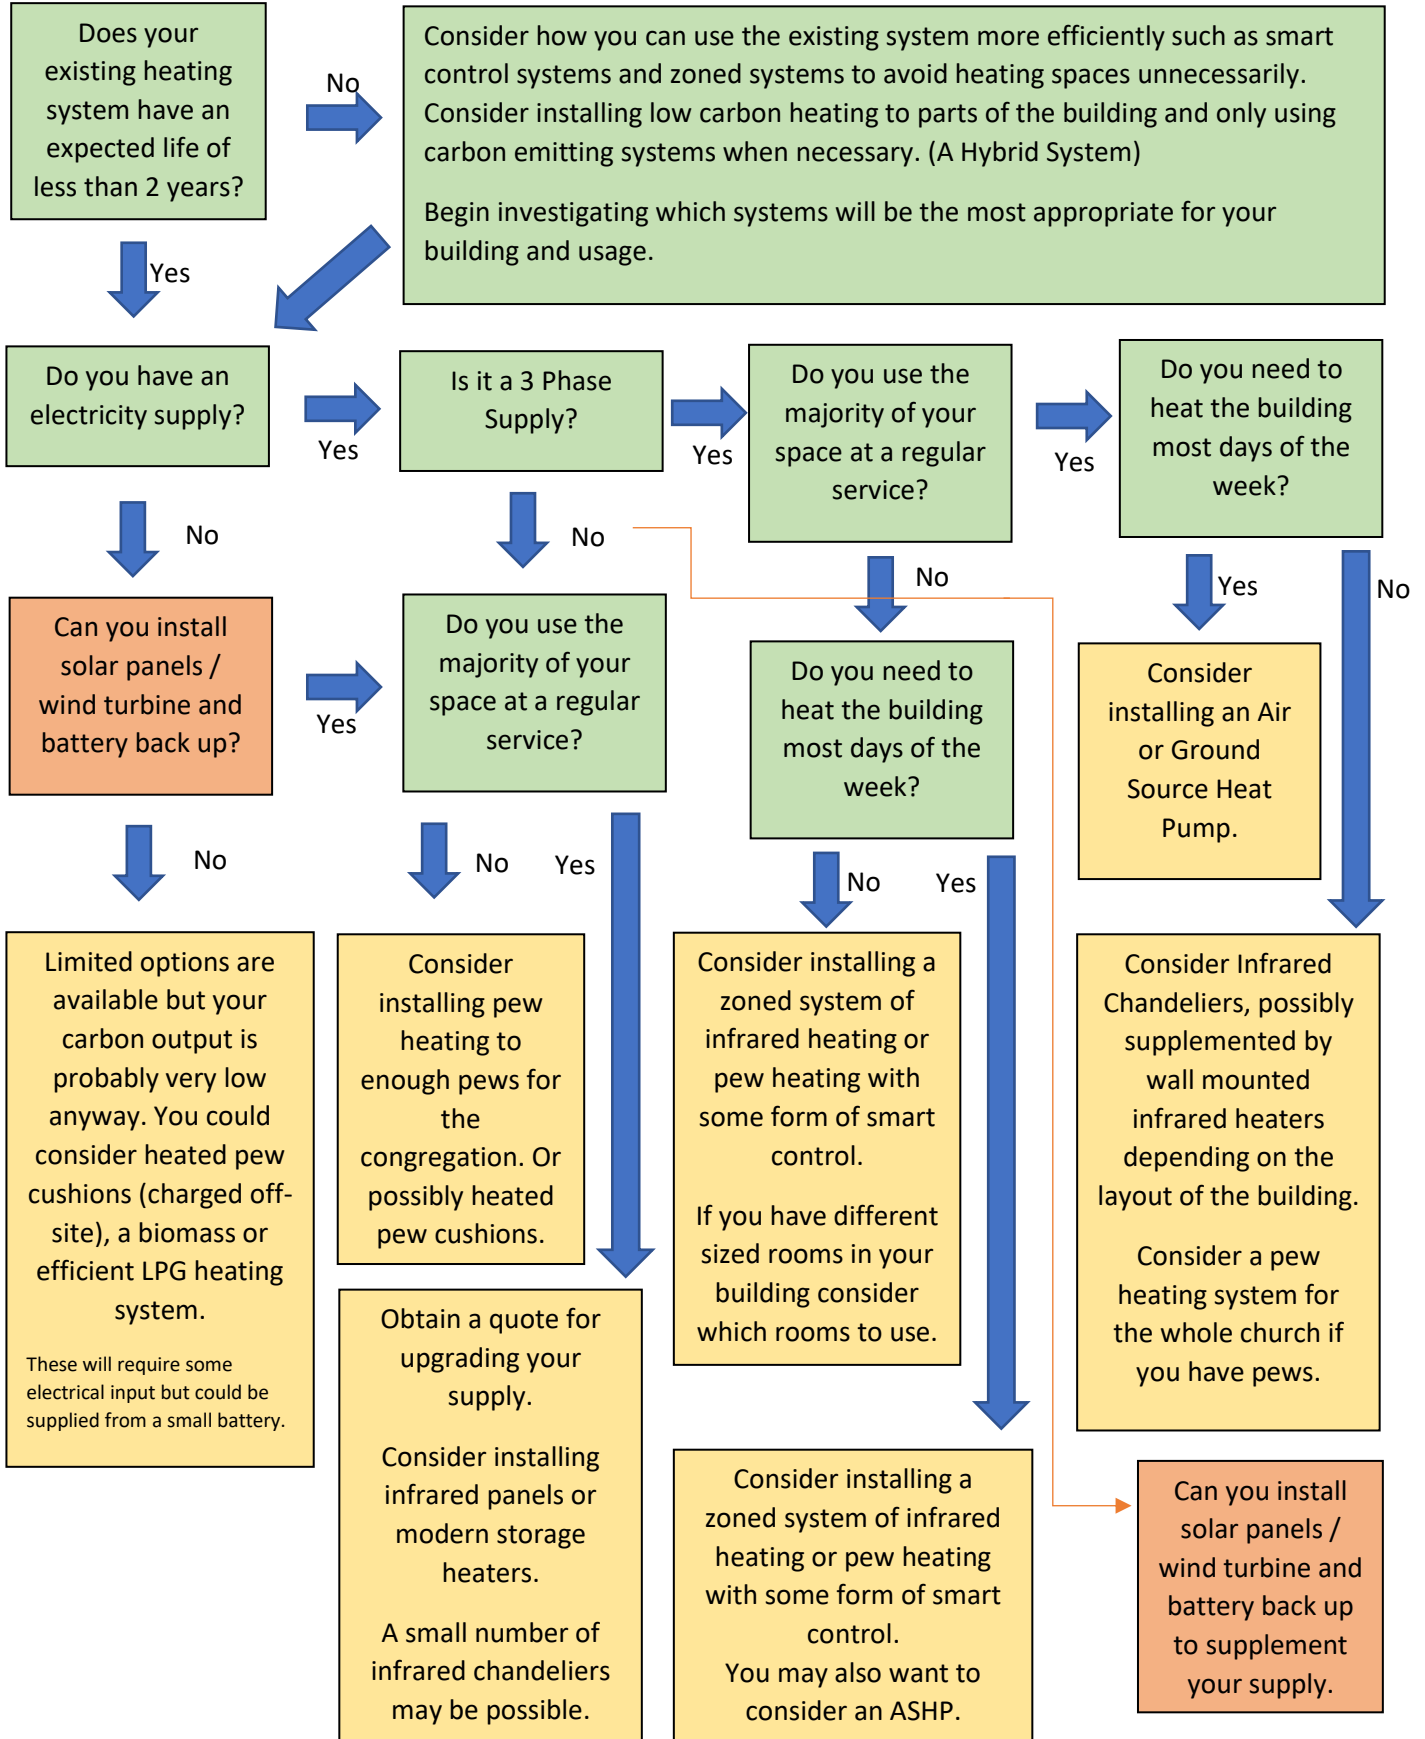 Does your
existing heating
system have an
expected life of
less than 2 years?
No
Consider how you can use the existing system more efficiently such as smart
control systems and zoned systems to avoid heating spaces unnecessarily.
Consider installing low carbon heating to parts of the building and only using
carbon emitting systems when necessary. (A Hybrid System)
Begin investigating which systems will be the most appropriate for your
building and usage.
Yes
Do you have an
electricity supply?
Yes
Is it a 3 Phase
Supply?
Yes
Do you use the
majority of your
space at a regular
service?
Yes
Do you need to
heat the building
most days of the
week?
No
No
No
Yes
No
Can you install
solar panels /
wind turbine and
battery back up?
Yes
Do you use the
majority of your
space at a regular
service?
Do you need to
heat the building
most days of the
week?
Consider
installing an Air
or Ground
Source Heat
Pump.
No
No
Yes
No
Yes
Limited options are
available but your
carbon output is
probably very low
anyway. You could
consider heated pew
cushions (charged off-
site), a biomass or
efficient LPG heating
system.
These will require some
electrical input but could be
supplied from a small battery.
Consider
installing pew
heating to
enough pews for
the
congregation. Or
possibly heated
pew cushions.
Obtain a quote for
upgrading your
supply.
Consider installing
infrared panels or
modern storage
heaters.
A small number of
infrared chandeliers
may be possible.
Consider installing a
zoned system of
infrared heating or
pew heating with
some form of smart
control.
If you have different
sized rooms in your
building consider
which rooms to use.
Consider installing a
zoned system of infrared
heating or pew heating
with some form of smart
control.
You may also want to
consider an ASHP.
Consider Infrared
Chandeliers, possibly
supplemented by
wall mounted
infrared heaters
depending on the
layout of the building.
Consider a pew
heating system for
the whole church if
you have pews.
Can you install
solar panels /
wind turbine and
battery back up
to supplement
your supply.